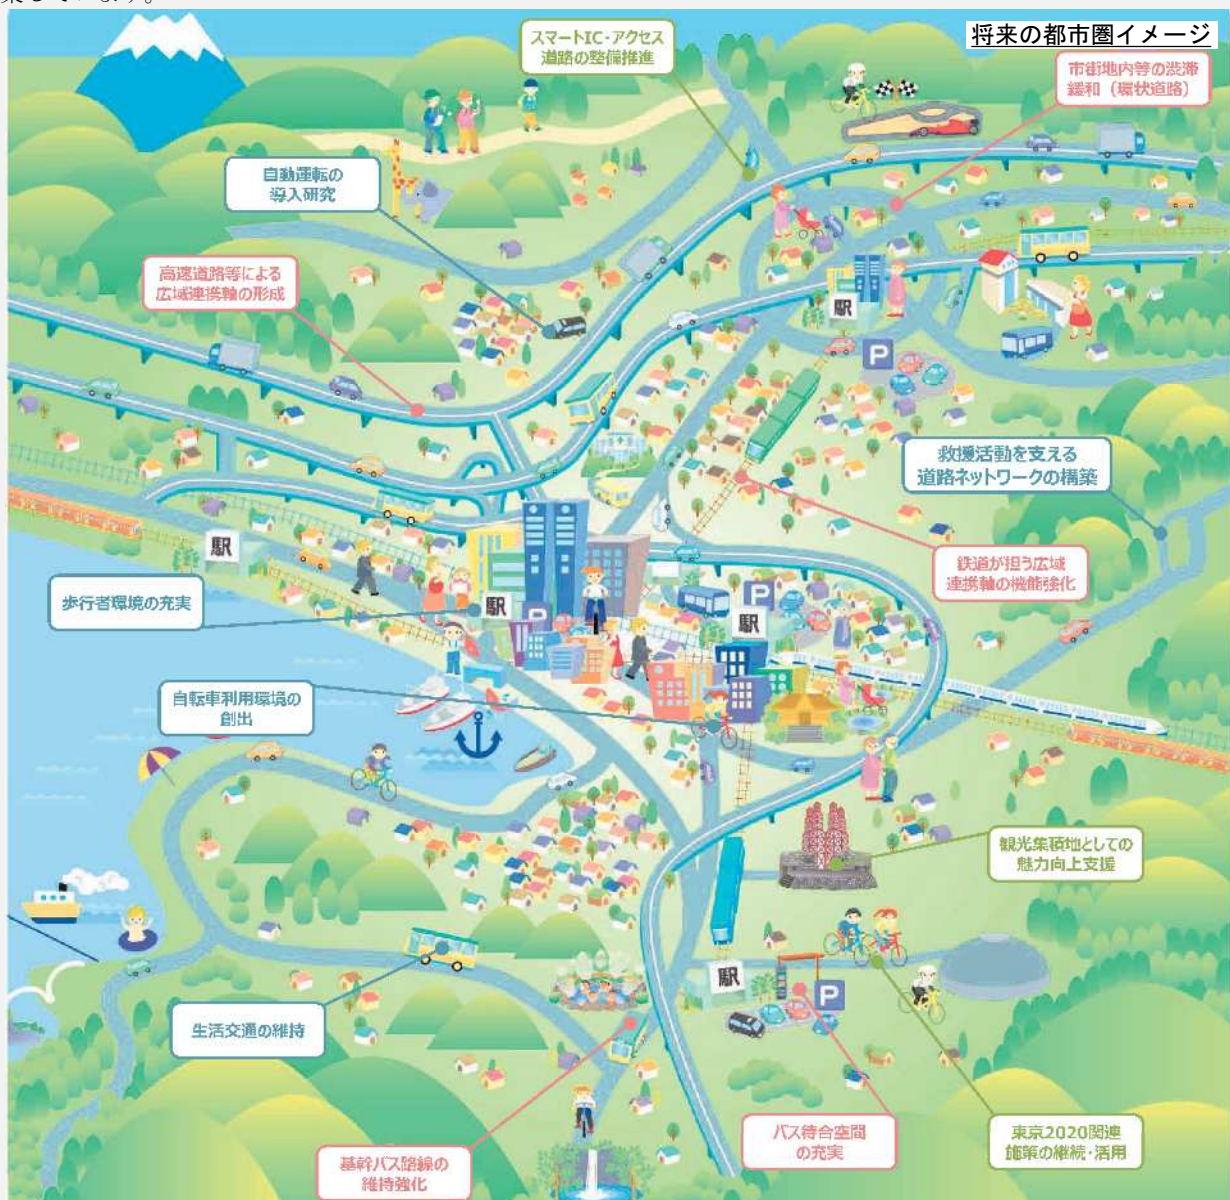 楽しています。
将来の都市圏イメージ
スマートIC・アクセス
道路の整備推進
市街地内等の渋滞
緩和（環状道路）
自動運転の
導入研究
高速道路等による
広域連携軸の形成
駅
P
救援活動を支える
道路ネットワークの構築
鉄道が担う広域
連携軸の機能強化
駅
歩行者環境の充実
駅
P
P
駅
自転車利用環境の
創出
観光集積地としての
魅力向上支援
駅
P
生活交通の維持
基幹バス路線の
維持強化
バス待合空間
の充実
東京2020関連
施策の継続・活用